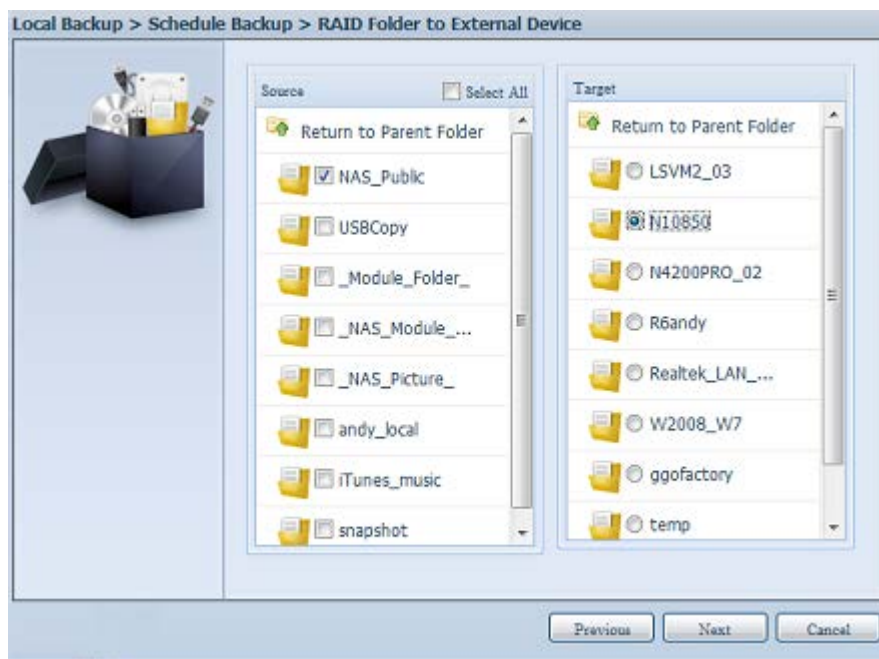 Local Backup > Schedule Backup > RAID Folder to External Device
Source
Select All
Return to Parent Folder
NAS_Public
USBCopy
_Module_Folder_
_NAS_Module_...
_NAS_Picture_
andy_local
iTunes_music
snapshot
Target
Return to Parent Folder
LSVM2_03
N10850
N4200PRO_02
R6andy
Realtek_LAN_...
W2008_W7
ggofactory
temp
Previous
Next
Cancel